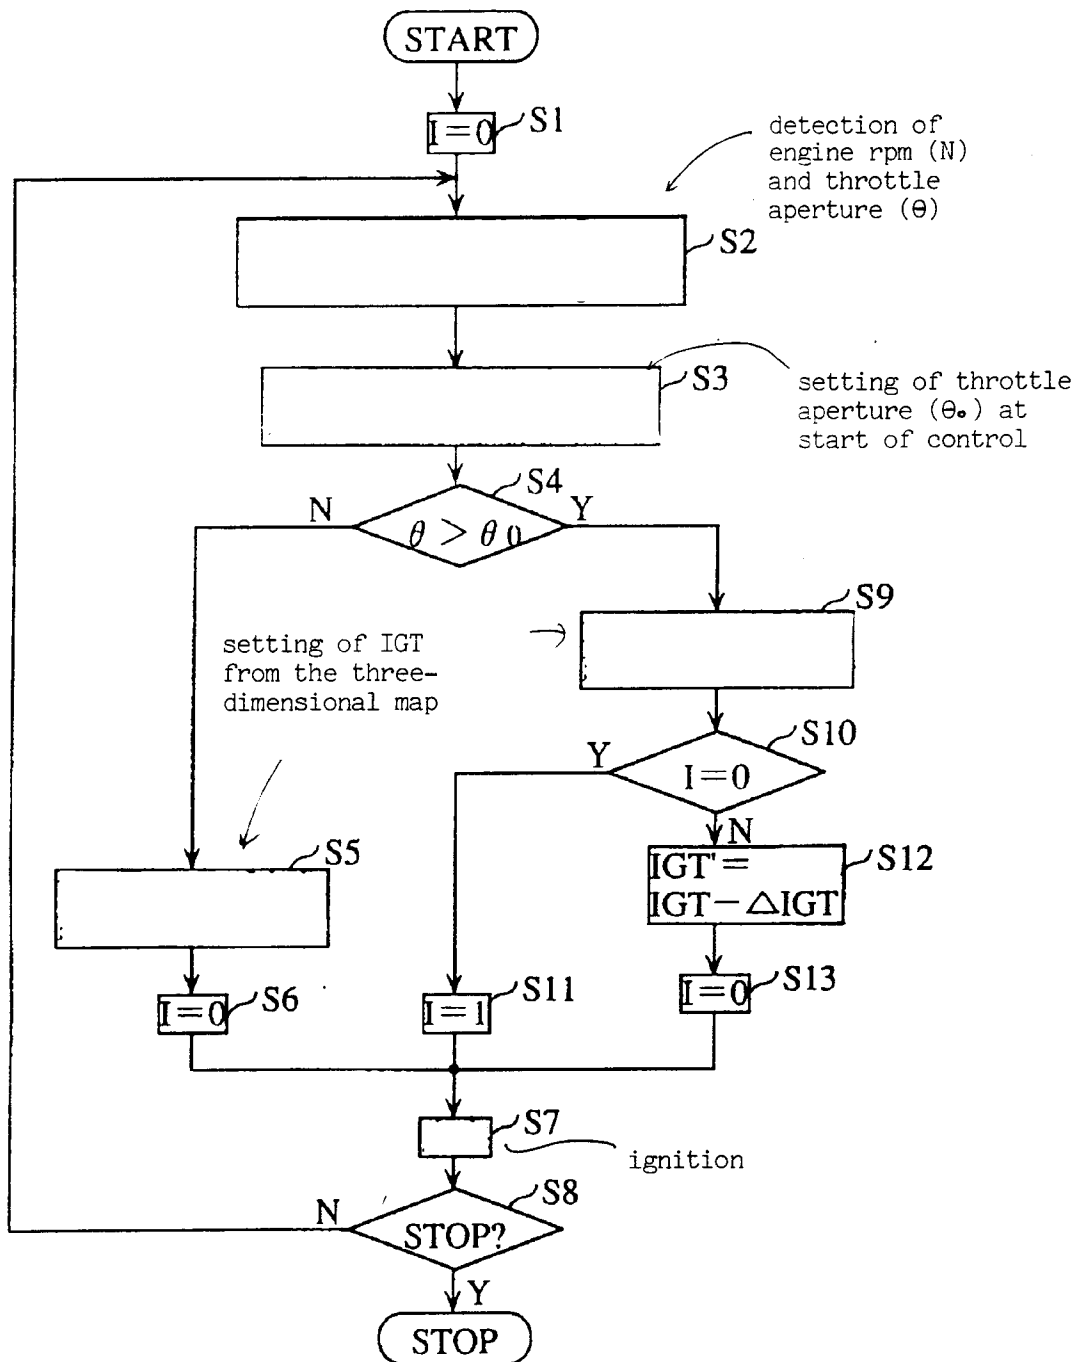 START
I=0
S1
detection of
engine rpm (N)
and throttle
aperture (θ)
S2
S3
setting of throttle
aperture (θ₀) at
start of control
S4
N
θ > θ0
Y
S9
setting of IGT
from the three-
dimensional map
S10
Y
I=0
N
S5
IGT'=
IGT-△IGT
S12
I=0
S6
I=1
S11
I=0
S13
S7
ignition
S8
N
STOP?
Y
STOP